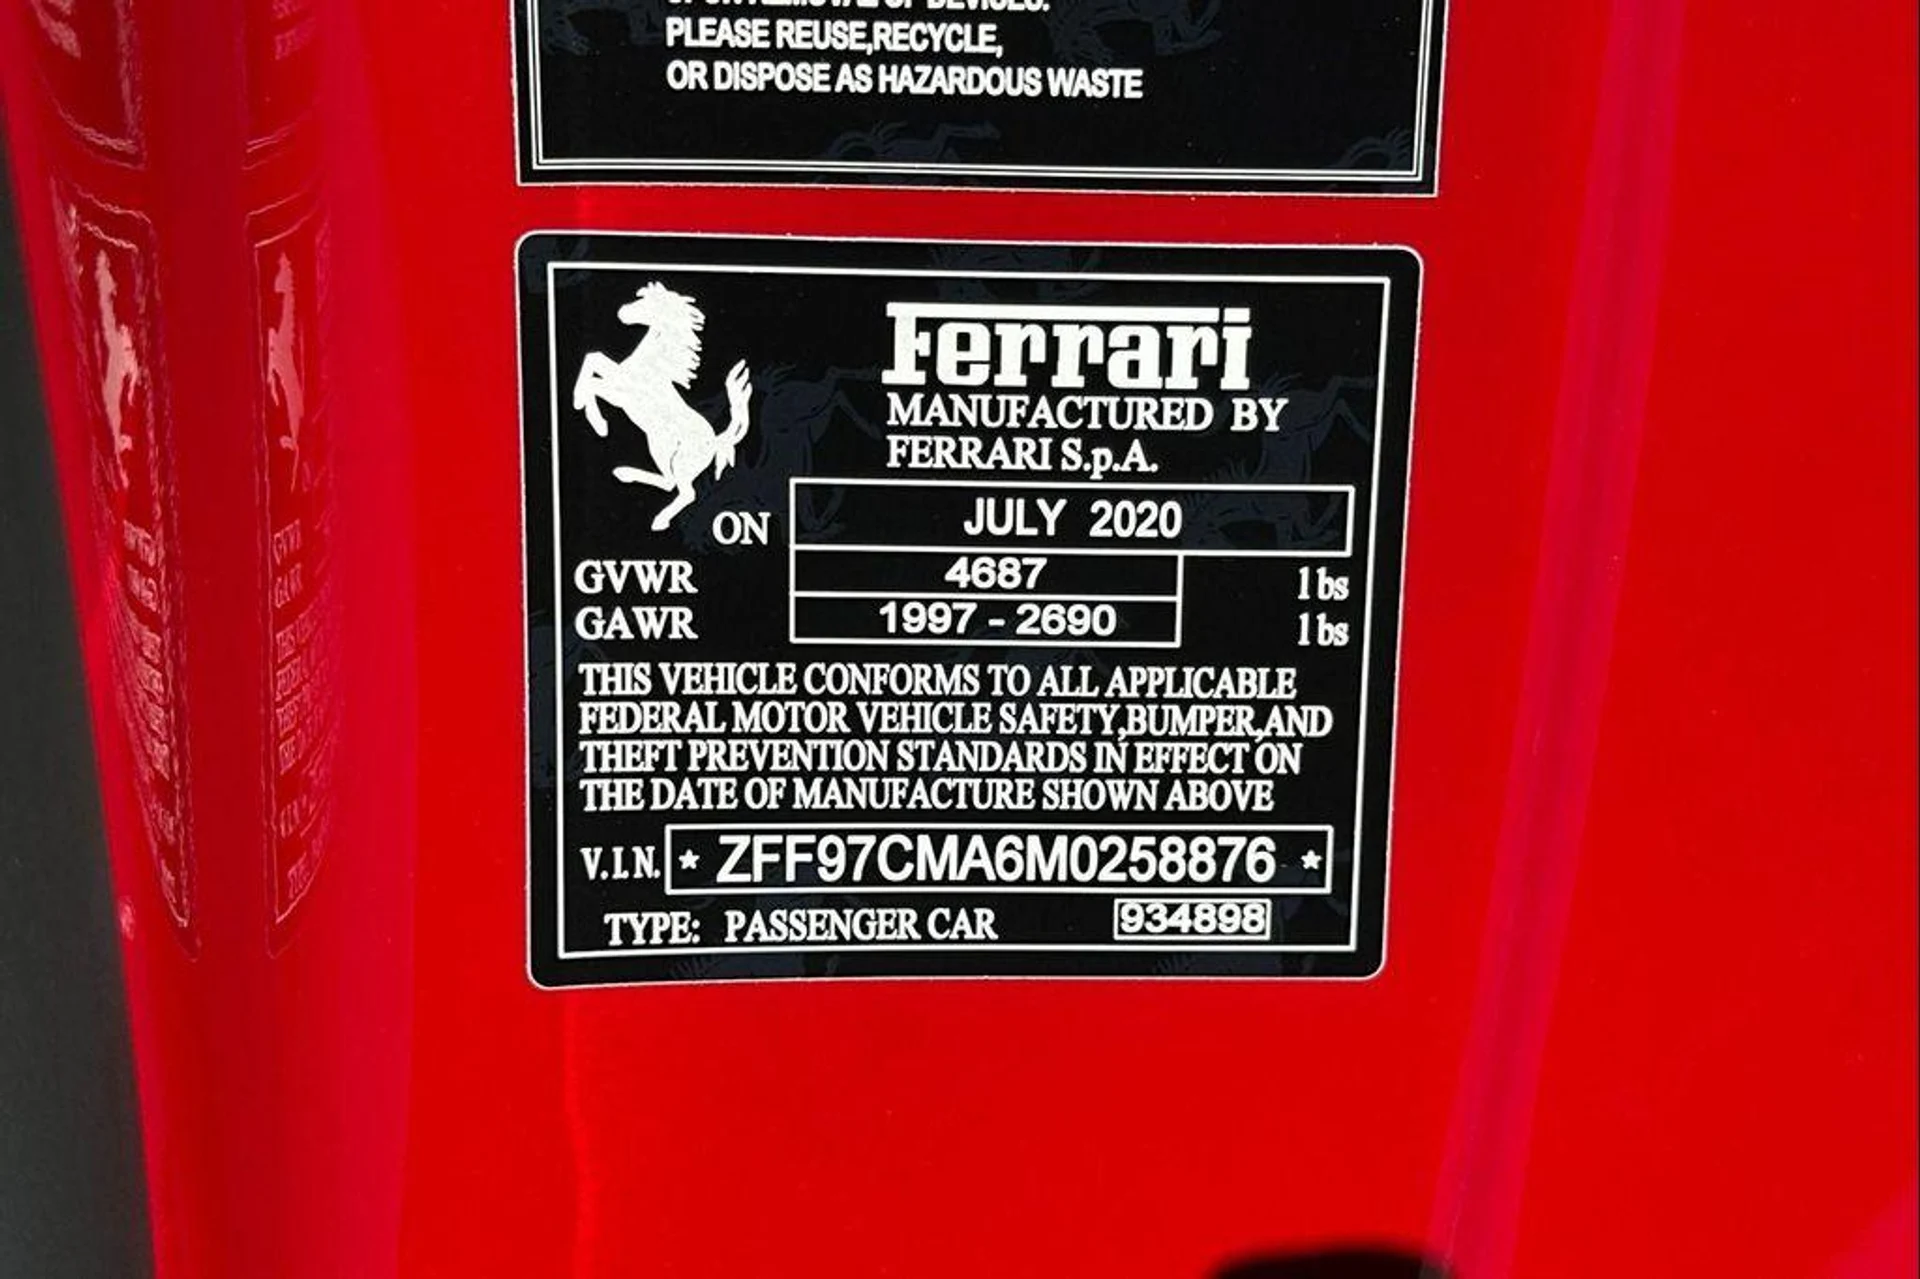 PLEASE REUSE,RECYCLE,
OR DISPOSE AS HAZARDOUS WASTE
Ferrari
MANUFACTURED BY
FERRARI S.p.A.
ON JULY 2020
GVWR 4687 lbs
GAWR 1997 - 2690 lbs
THIS VEHICLE CONFORMS TO ALL APPLICABLE
FEDERAL MOTOR VEHICLE SAFETY,BUMPER,AND
THEFT PREVENTION STANDARDS IN EFFECT ON
THE DATE OF MANUFACTURE SHOWN ABOVE
V.I.N. * ZFF97CMA6M0258876 *
TYPE: PASSENGER CAR 934898